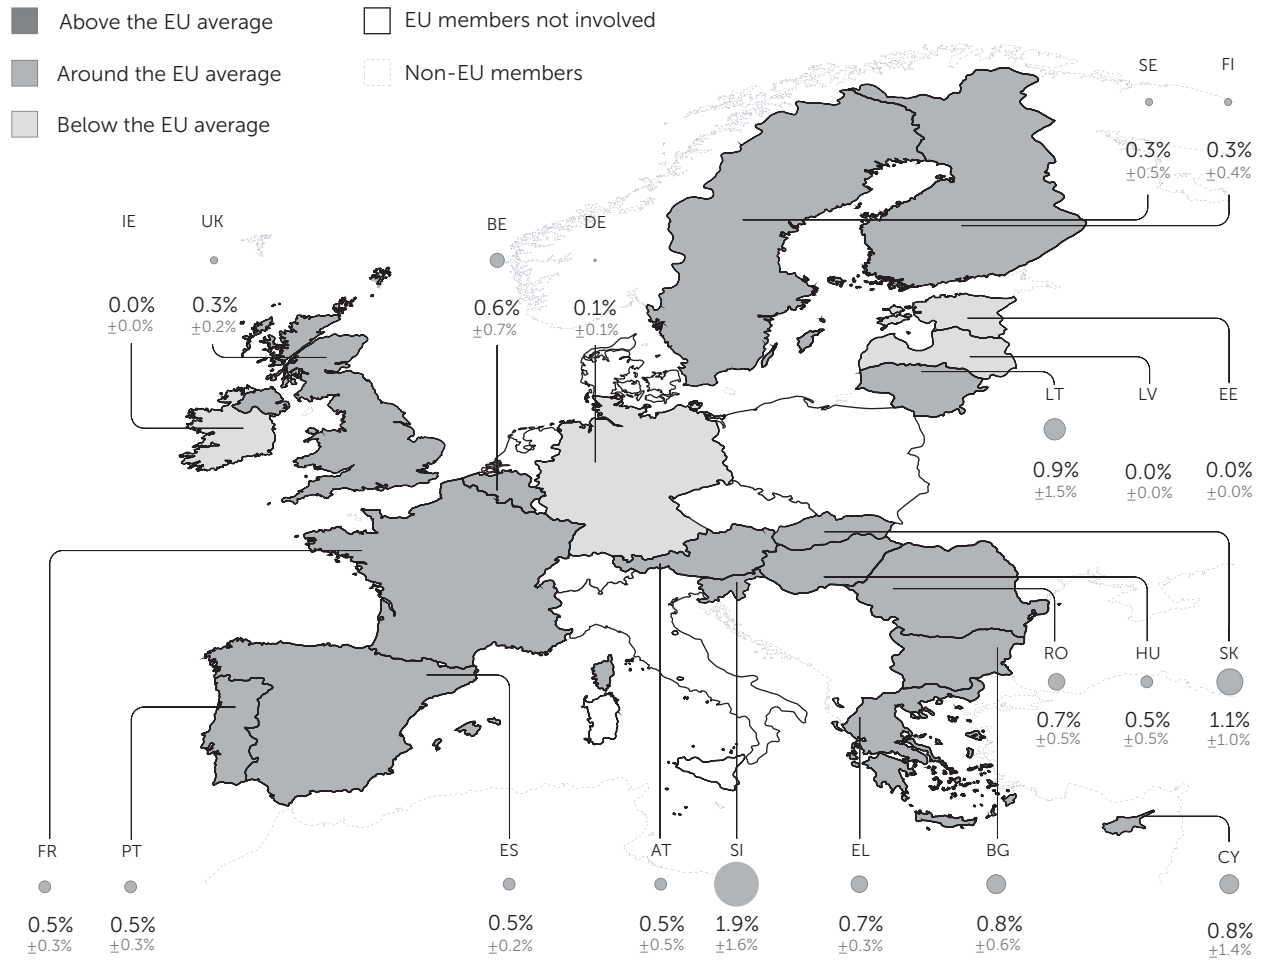 Above the EU average
EU members not involved
Around the EU average
Non-EU members
Below the EU average
SE
FI
0.3%
±0.5%
0.3%
±0.4%
IE
UK
BE
DE
0.0%
±0.0%
0.3%
±0.2%
0.6%
±0.7%
0.1%
±0.1%
LT
LV
EE
0.9%
±1.5%
0.0%
±0.0%
0.0%
±0.0%
RO
HU
SK
0.7%
±0.5%
0.5%
±0.5%
1.1%
±1.0%
FR
PT
ES
AT
SI
EL
BG
CY
0.5%
±0.3%
0.5%
±0.3%
0.5%
±0.2%
0.5%
±0.5%
1.9%
±1.6%
0.7%
±0.3%
0.8%
±0.6%
0.8%
±1.4%